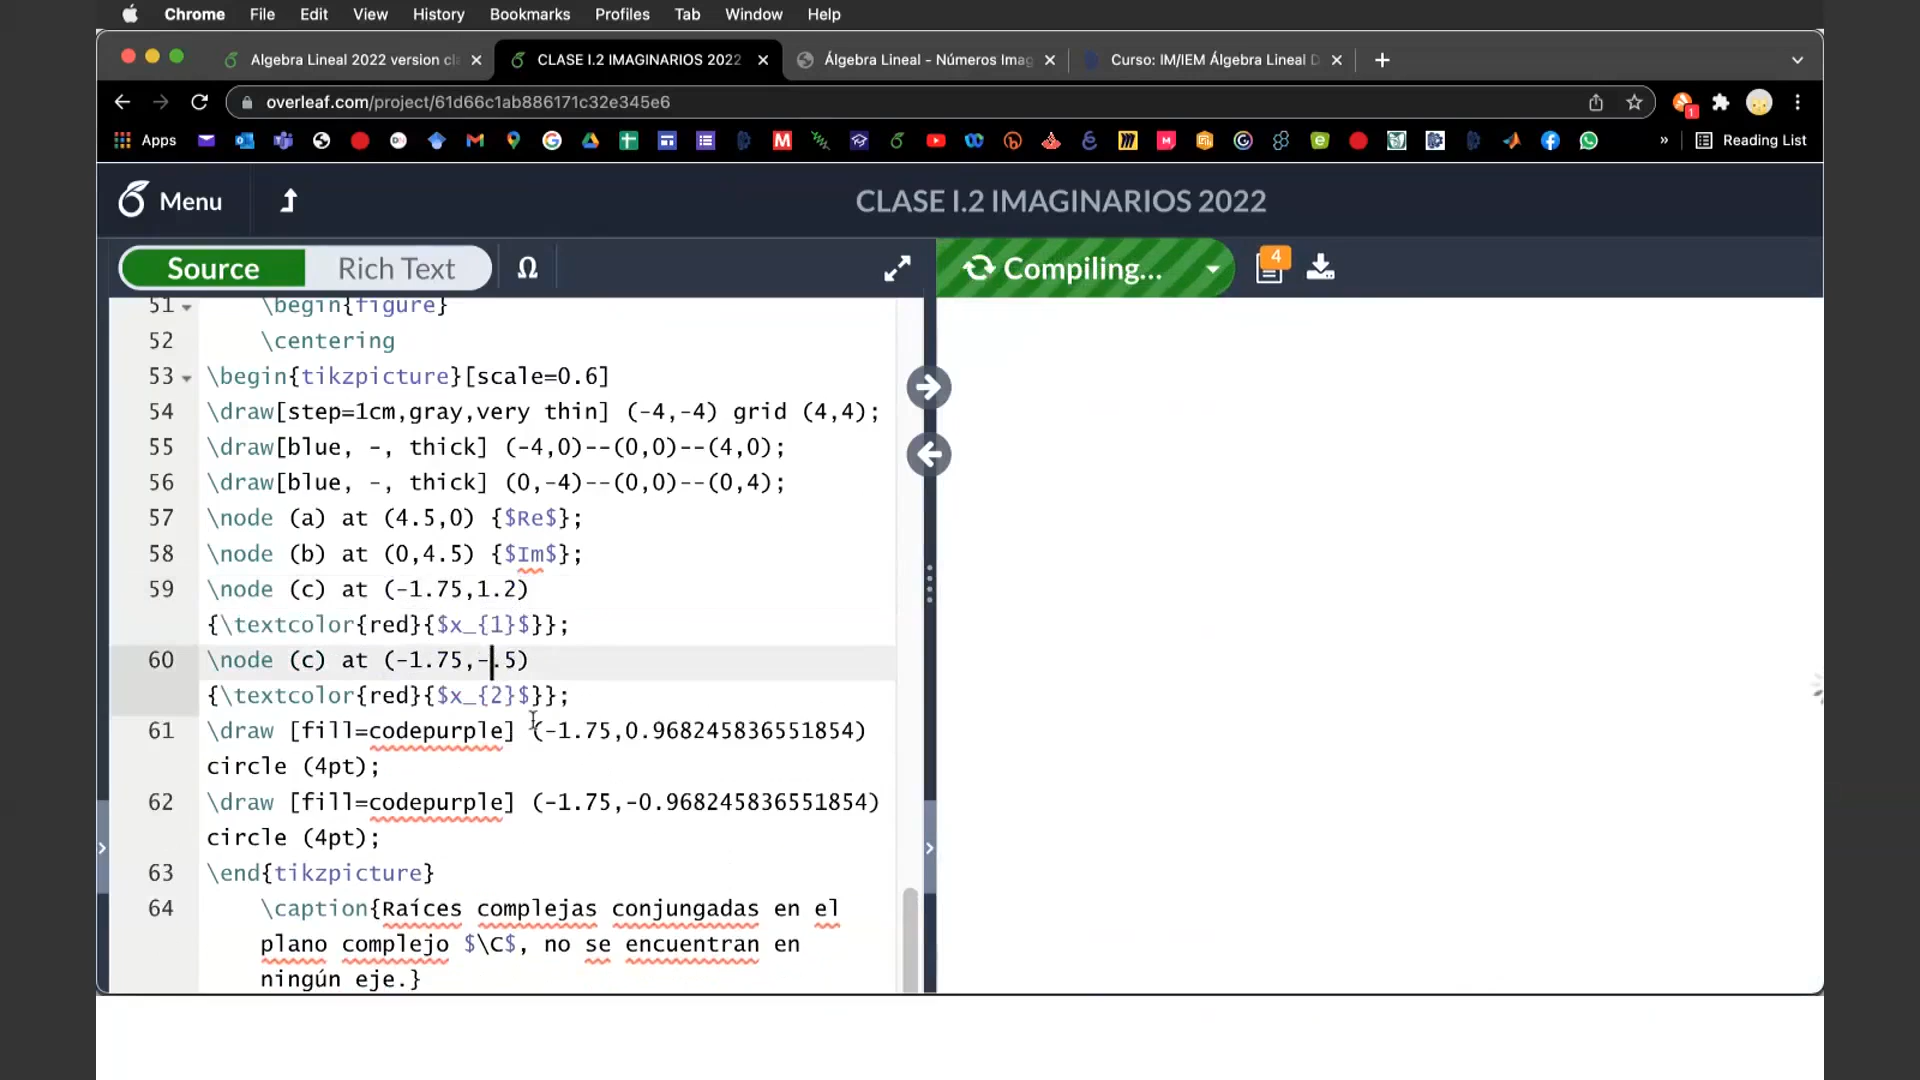 Chrome File Edit View History Bookmarks Profiles Tab Window Help
Algebra Lineal 2022 version cl
CLASE I.2 IMAGINARIOS 2022
Álgebra Lineal - Números Imag
Curso: IM/IEM Álgebra Lineal D
overleaf.com/project/61d66c1ab886171c32e345e6
1
Apps
Reading List
Menu
CLASE I.2 IMAGINARIOS 2022
Source
Rich Text
Ω
Compiling...
4
51 \begin{figure}
52 \centering
53 \begin{tikzpicture}[scale=0.6]
54 \draw[step=1cm,gray,very thin] (-4,-4) grid (4,4);
55 \draw[blue, -, thick] (-4,0)--(0,0)--(4,0);
56 \draw[blue, -, thick] (0,-4)--(0,0)--(0,4);
57 \node (a) at (4.5,0) {$Re$};
58 \node (b) at (0,4.5) {$Im$};
59 \node (c) at (-1.75,1.2)
{\textcolor{red}{$x_{1}$}};
60 \node (c) at (-1.75,-.5)
{\textcolor{red}{$x_{2}$}};
61 \draw [fill=codepurple] (-1.75,0.968245836551854)
circle (4pt);
62 \draw [fill=codepurple] (-1.75,-0.968245836551854)
circle (4pt);
63 \end{tikzpicture}
64 \caption{Raíces complejas conjungadas en el
plano complejo $\C$, no se encuentran en
ningún eje.}